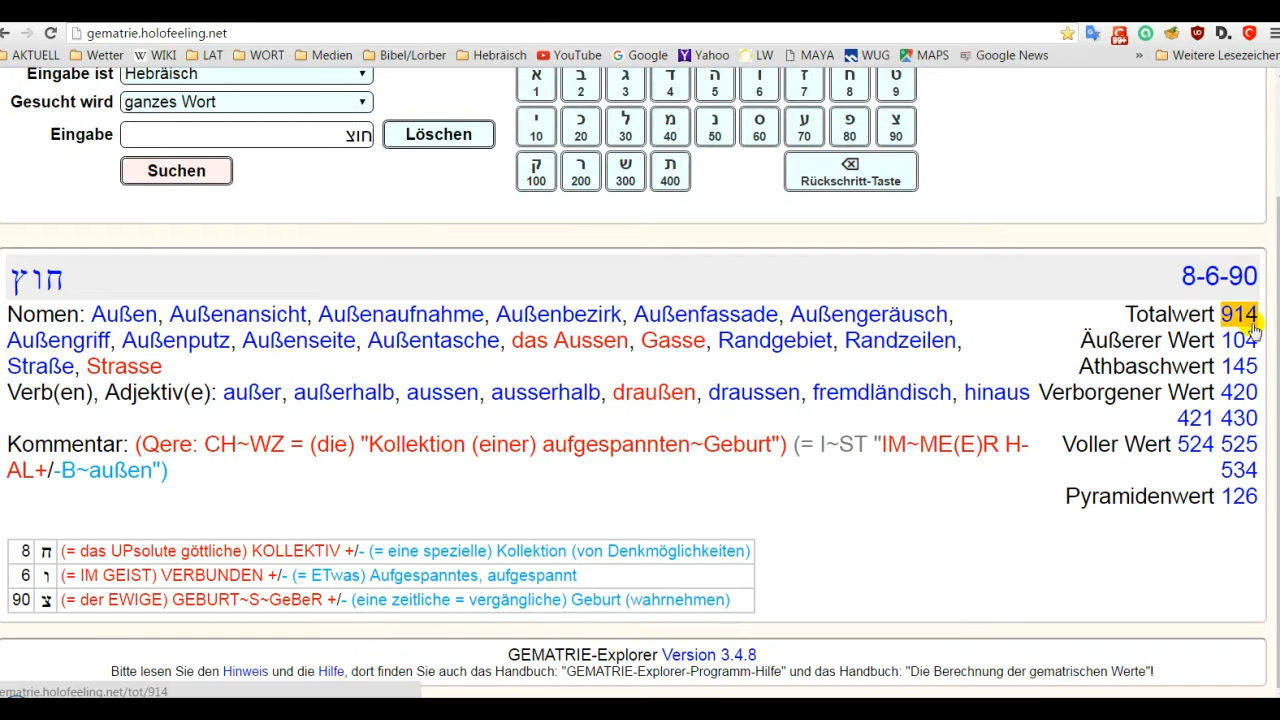 gematrie.holofeeling.net
99+
D.
AKTUELL Wetter WIKI LAT WORT Medien Bibel/Lorber Hebräisch YouTube Google Yahoo LW MAYA WUG MAPS Google News » Weitere Lesezeichen
Eingabe ist Hebräisch
Gesucht wird ganzes Wort
Eingabe חוצ Löschen
Suchen
א ב ג ד ה ו ז ח ט
1 2 3 4 5 6 7 8 9
י כ ל מ נ ס ע פ צ
10 20 30 40 50 60 70 80 90
ק ר ש ת
100 200 300 400 Rückschritt-Taste
חוץ 8-6-90
Nomen: Außen, Außenansicht, Außenaufnahme, Außenbezirk, Außenfassade, Außengeräusch,
Außengriff, Außenputz, Außenseite, Außentasche, das Aussen, Gasse, Randgebiet, Randzeilen,
Straße, Strasse
Verb(en), Adjektiv(e): außer, außerhalb, aussen, ausserhalb, draußen, draussen, fremdländisch, hinaus
Kommentar: (Qere: CH~WZ = (die) "Kollektion (einer) aufgespannten~Geburt") (= I~ST "IM~ME(E)R H-
AL+/-B~außen")
Totalwert 914
Äußerer Wert 104
Athbaschwert 145
Verborgener Wert 420
421 430
Voller Wert 524 525
534
Pyramidenwert 126
8 ח (= das UPsolute göttliche) KOLLEKTIV +/- (= eine spezielle) Kollektion (von Denkmöglichkeiten)
6 ו (= IM GEIST) VERBUNDEN +/- (= ETwas) Aufgespanntes, aufgespannt
90 צ (= der EWIGE) GEBURT~S~GeBeR +/- (eine zeitliche = vergängliche) Geburt (wahrnehmen)
GEMATRIE-Explorer Version 3.4.8
Bitte lesen Sie den Hinweis und die Hilfe, dort finden Sie auch das Handbuch: "GEMATRIE-Explorer-Programm-Hilfe" und das Handbuch: "Die Berechnung der gematrischen Werte"!
ematrie.holofeeling.net/tot/914